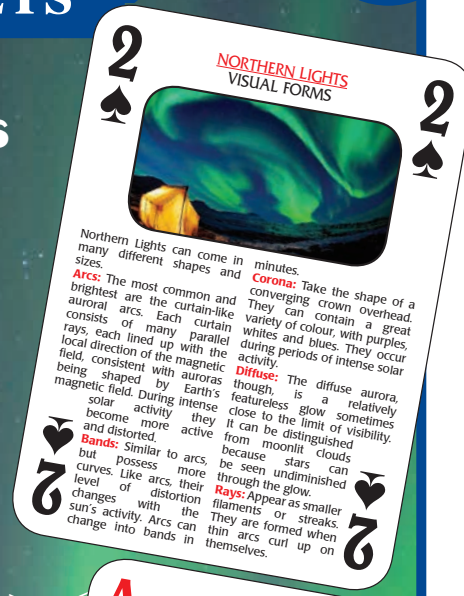 2
2
NORTHERN LIGHTS
VISUAL FORMS
Northern Lights can come in
many different shapes and
sizes.
Arcs: The most common and
brightest are the curtain-like
auroral arcs. Each curtain
consists of many parallel
rays, each lined up with the
local direction of the magnetic
field, consistent with auroras
being shaped by Earth's
magnetic field. During intense
solar activity they
become more active
and distorted.
Bands: Similar to arcs,
but possess more
curves. Like arcs, their
level of distortion
changes with the
sun's activity. Arcs can
change into bands in
minutes.
Corona: Take the shape of a
converging crown overhead.
They can contain a great
variety of colour, with purples,
whites and blues. They occur
during periods of intense solar
activity.
Diffuse: The diffuse aurora,
though, is a relatively
featureless glow sometimes
close to the limit of visibility.
It can be distinguished
from moonlit clouds
because stars can
be seen undiminished
through the glow.
Rays: Appear as smaller
filaments or streaks.
They are formed when
thin arcs curl up on
themselves.
2
2